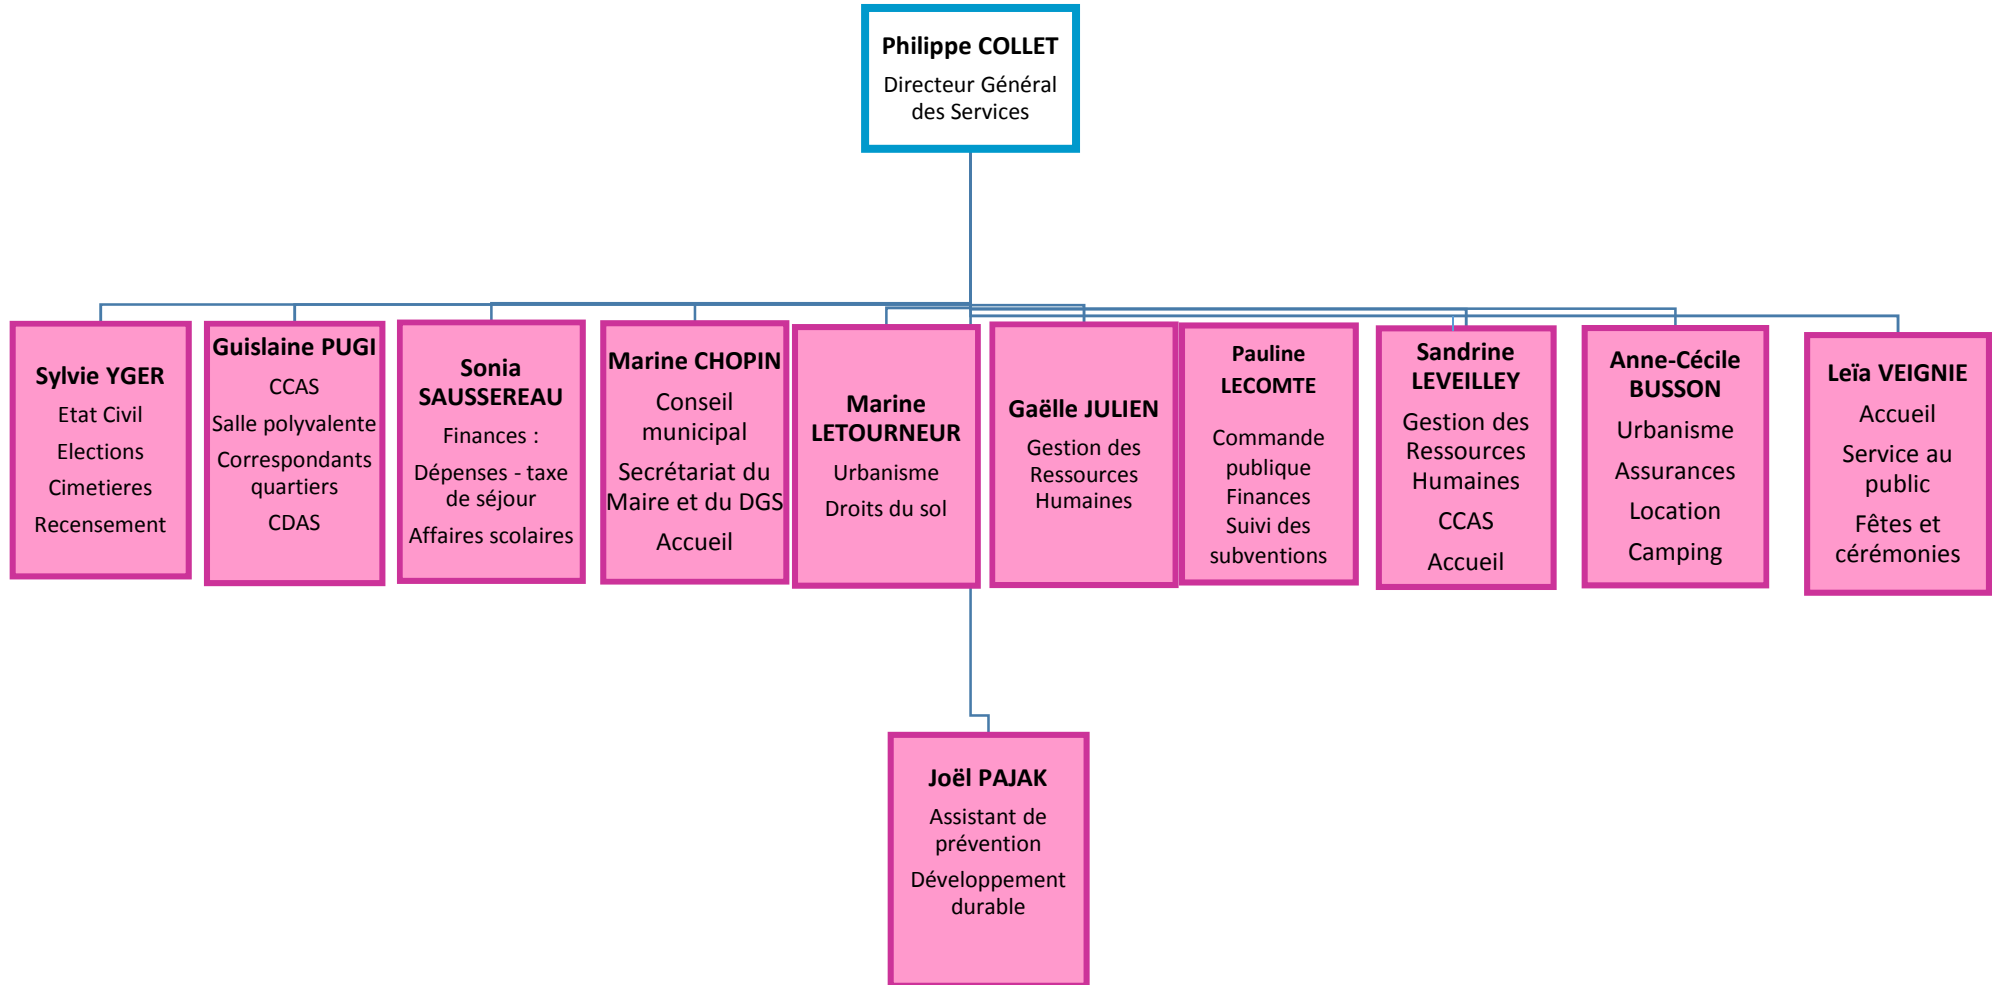 Philippe COLLET
Directeur Général
des Services
Sylvie YGER
Etat Civil
Elections
Cimetieres
Recensement
Guislaine PUGI
CCAS
Salle polyvalente
Correspondants
quartiers
CDAS
Sonia
SAUSSEREAU
Finances :
Dépenses - taxe
de séjour
Affaires scolaires
Marine CHOPIN
Conseil
municipal
Secrétariat du
Maire et du DGS
Accueil
Marine
LETOURNEUR
Urbanisme
Droits du sol
Gaëlle JULIEN
Gestion des
Ressources
Humaines
Pauline
LECOMTE
Commande
publique
Finances
Suivi des
subventions
Sandrine
LEVEILLEY
Gestion des
Ressources
Humaines
CCAS
Accueil
Anne-Cécile
BUSSON
Urbanisme
Assurances
Location
Camping
Leïa VEIGNIE
Accueil
Service au
public
Fêtes et
cérémonies
Joël PAJAK
Assistant de
prévention
Développement
durable